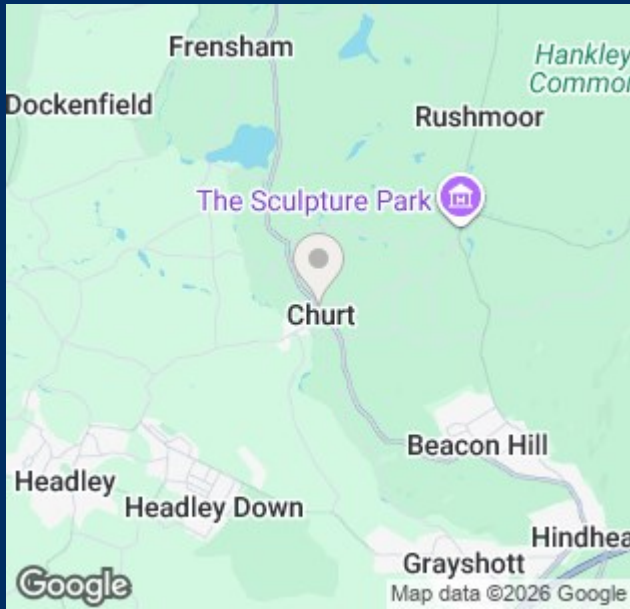 Frensham
Hankley
Common
Dockenfield
Rushmoor
The Sculpture Park
Churt
Beacon Hill
Headley
Headley Down
Hindhea
Grayshott
Google
Map data ©2026 Google